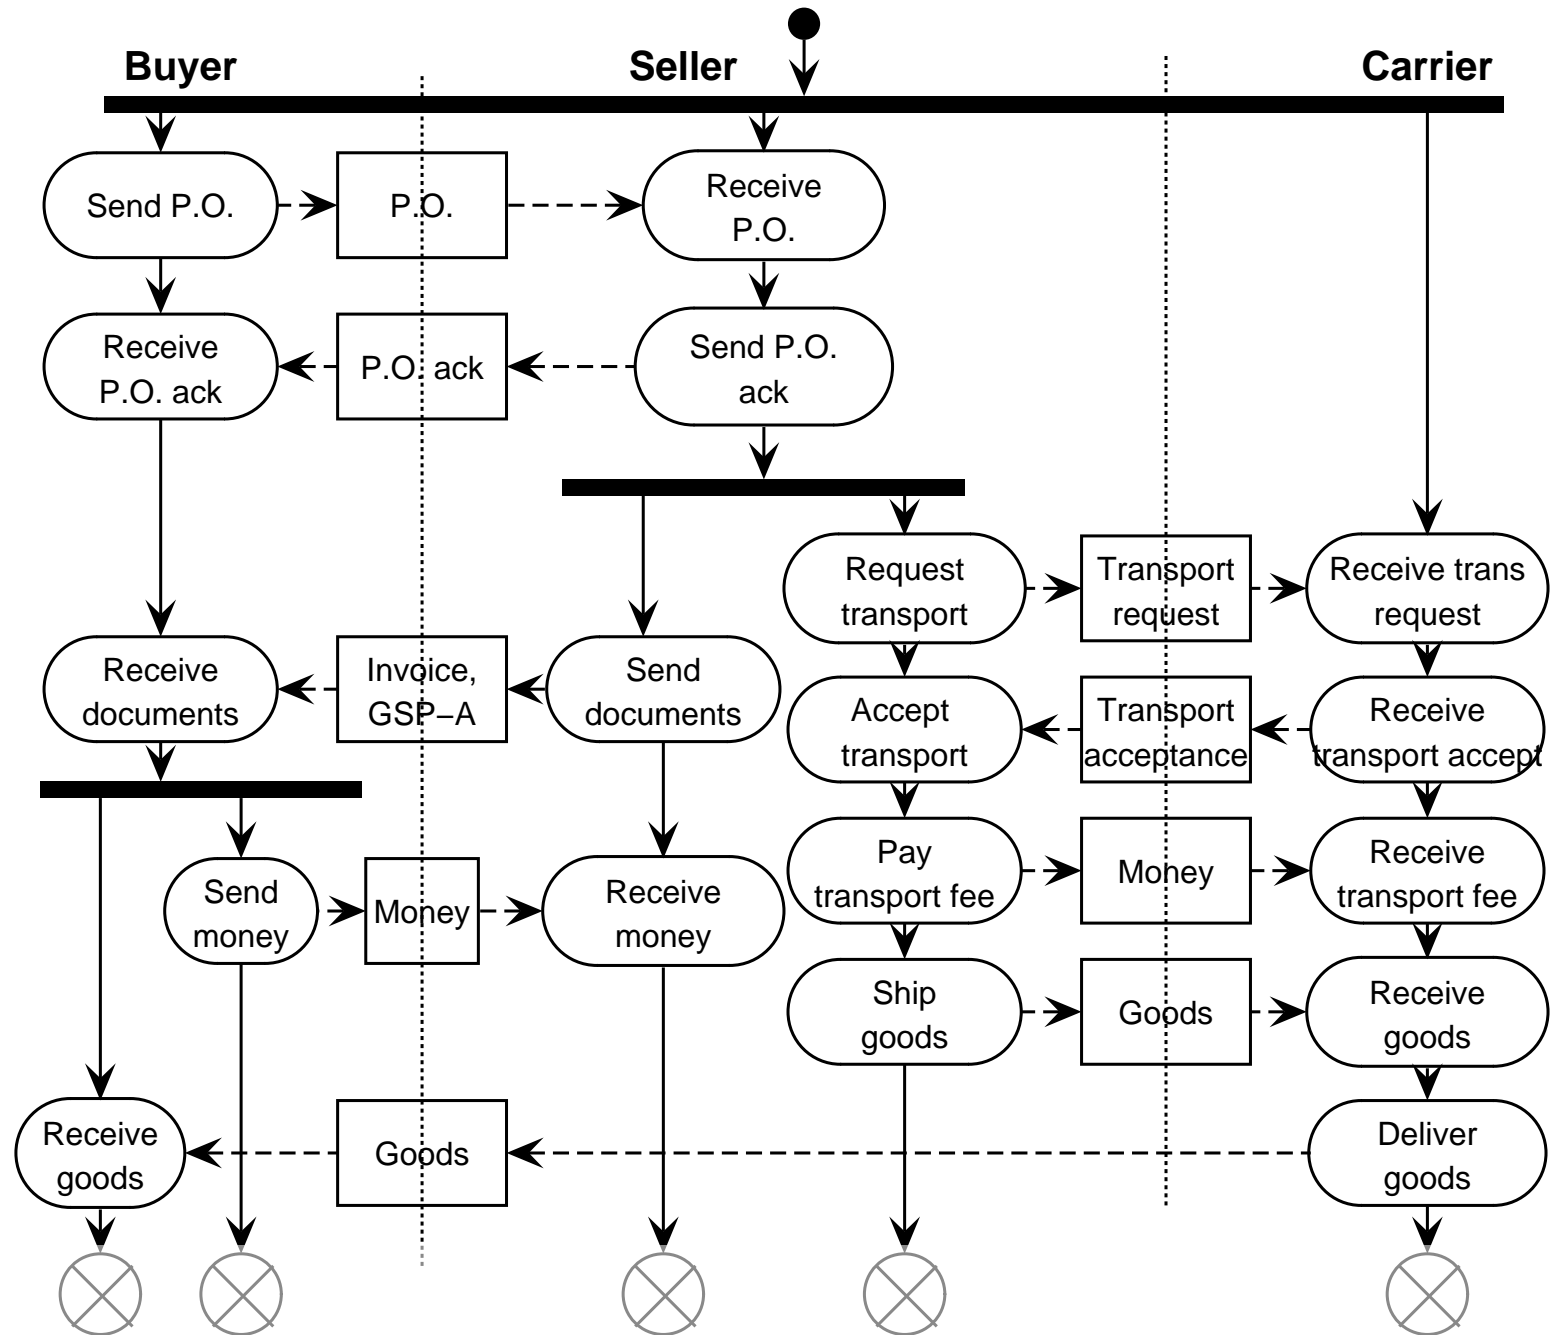 Buyer
Seller
Carrier
Send P.O.
P.O.
Receive
P.O.
Receive
P.O. ack
P.O. ack
Send P.O.
ack
Request
transport
Transport
request
Receive trans
request
Receive
documents
Invoice,
GSP–A
Send
documents
Accept
transport
Transport
acceptance
Receive
transport accept
Send
money
Money
Receive
money
Pay
transport fee
Money
Receive
transport fee
Ship
goods
Goods
Receive
goods
Receive
goods
Goods
Deliver
goods